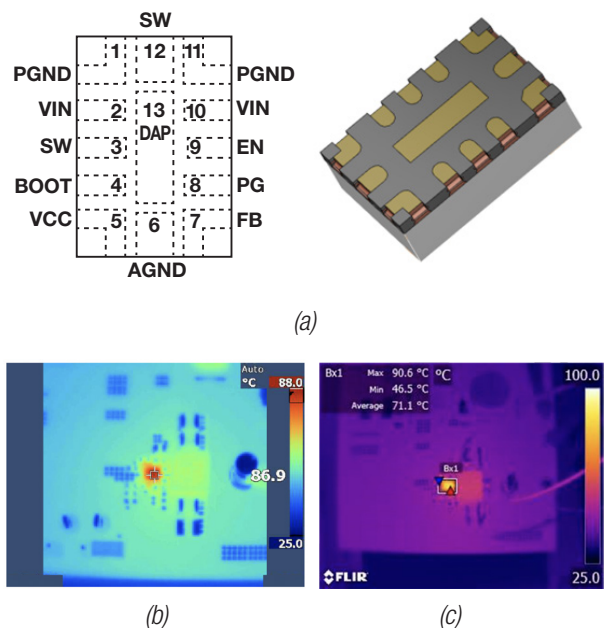 SW
1 12 11
PGND PGND
VIN 2 13 10 VIN
DAP
SW 3 9 EN
BOOT 4 8 PG
VCC 5 6 7 FB
AGND
(a)
Auto
°C 88.0
86.9
25.0
(b)
Bx1 Max 90.6 °C °C 100.0
Min 46.5 °C
Average 71.1 °C
Bx1
FLIR 25.0
(c)